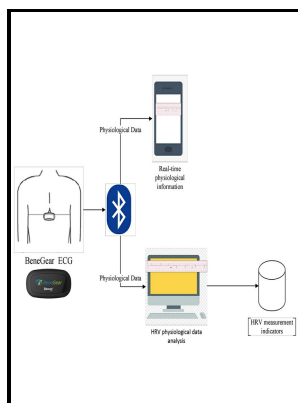 Physiological Data
Real-time
physiological
information
BeneGear ECG
Physiological Data
HRV physiological data
analysis
HRV measurement
indicators